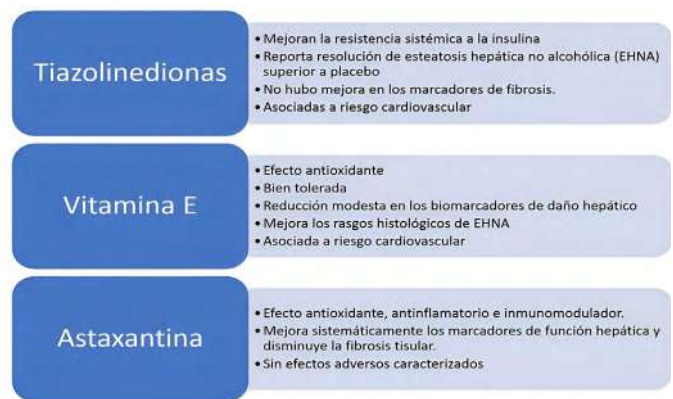 Tiazolinedionas
• Mejoran la resistencia sistémica a la insulina
• Reporta resolución de esteatosis hepática no alcohólica (EHNA)
superior a placebo
• No hubo mejora en los marcadores de fibrosis.
• Asociadas a riesgo cardiovascular
Vitamina E
• Efecto antioxidante
• Bien tolerada
• Reducción modesta en los biomarcadores de daño hepático
• Mejora los rasgos histológicos de EHNA
• Asociada a riesgo cardiovascular
Astaxantina
• Efecto antioxidante, antinflamatorio e inmunomodulador.
• Mejora sistemáticamente los marcadores de función hepática y
disminuye la fibrosis tisular.
• Sin efectos adversos caracterizados